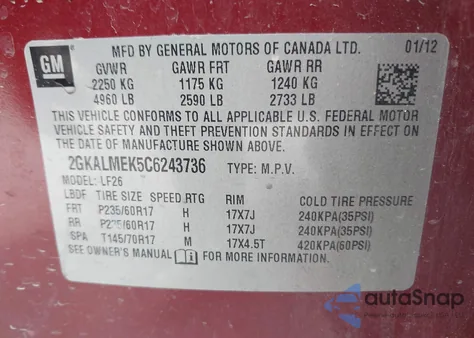 GM
MFD BY GENERAL MOTORS OF CANADA LTD. 01/12
GVWR GAWR FRT GAWR RR
2250 KG 1175 KG 1240 KG
4960 LB 2590 LB 2733 LB
THIS VEHICLE CONFORMS TO ALL APPLICABLE U.S. FEDERAL MOTOR
VEHICLE SAFETY AND THEFT PREVENTION STANDARDS IN EFFECT ON
THE DATE OF MANUFACTURE SHOWN ABOVE.
2GKALMEK5C6243736 TYPE: M.P.V.
MODEL: LF26
LBDF TIRE SIZE SPEED RTG RIM COLD TIRE PRESSURE
FRT P235/60R17 H 17X7J 240KPA(35PSI)
RR P235/60R17 H 17X7J 240KPA(35PSI)
SPA T145/70R17 M 17X4.5T 420KPA(60PSI)
SEE OWNER'S MANUAL FOR MORE INFORMATION.
autoSnap